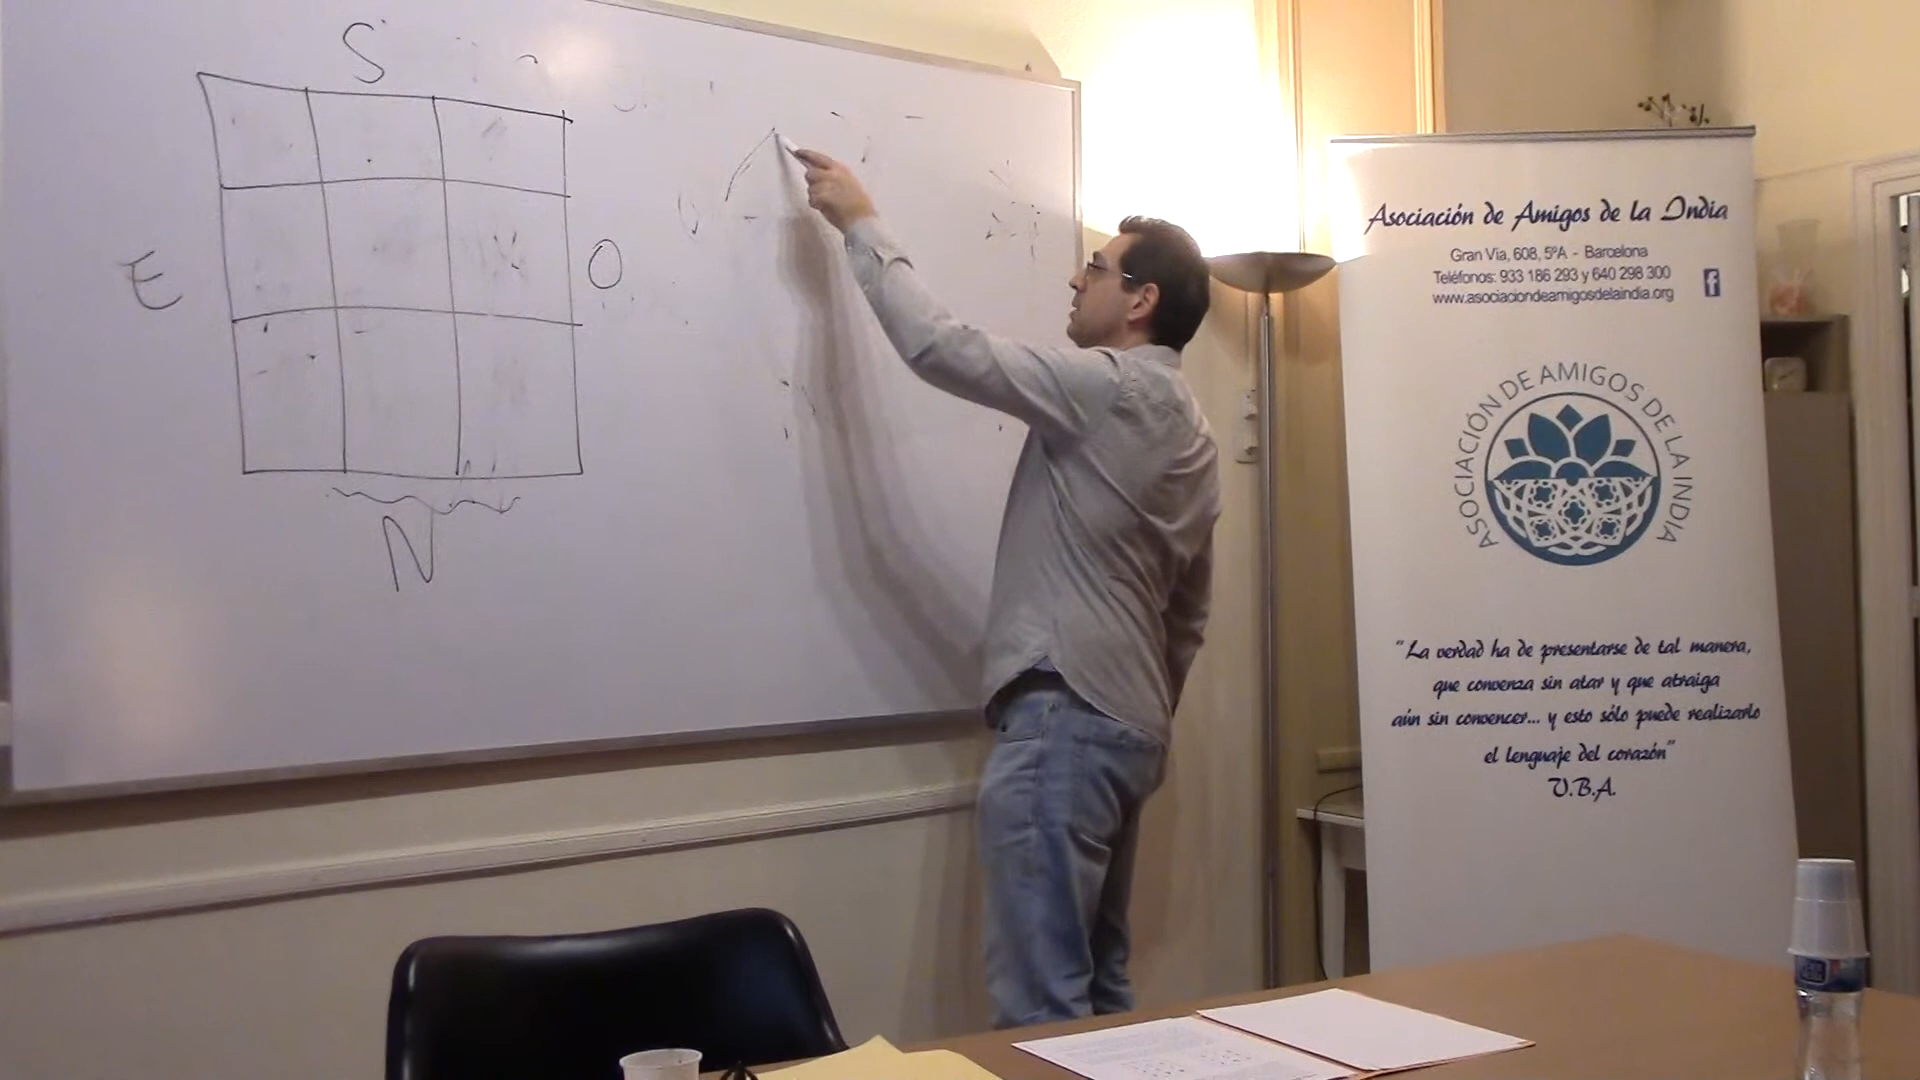 S
E
O
N
Asociación de Amigos de la India
Gran Vía, 608, 5ºA - Barcelona
Teléfonos: 933 186 293 y 640 298 300
www.asociaciondeamigosdelaindia.org
f
ASOCIACIÓN DE AMIGOS DE LA INDIA
"La verdad ha de presentarse de tal manera,
que convenza sin atar y que atraiga
aún sin convencer... y esto sólo puede realizarlo
el lenguaje del corazón"
V.B.A.